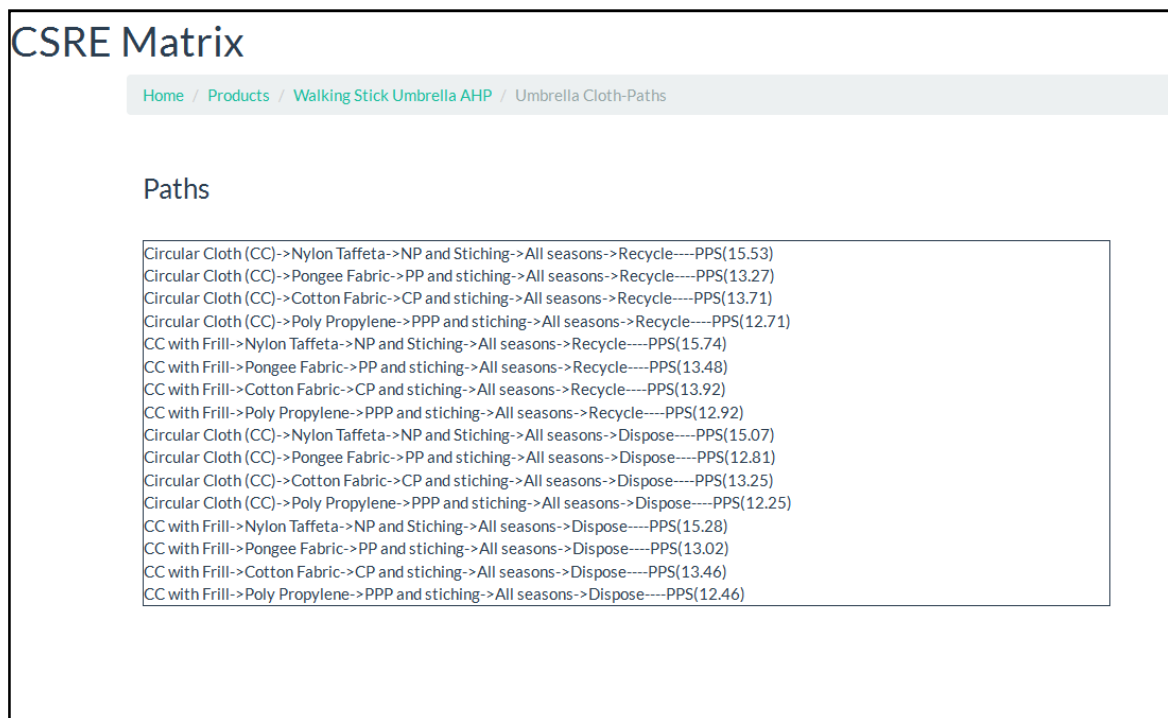 CSRE Matrix
Home / Products / Walking Stick Umbrella AHP / Umbrella Cloth-Paths
Paths
Circular Cloth (CC)->Nylon Taffeta->NP and Stiching->All seasons->Recycle----PPS(15.53)
Circular Cloth (CC)->Pongee Fabric->PP and stiching->All seasons->Recycle----PPS(13.27)
Circular Cloth (CC)->Cotton Fabric->CP and stiching->All seasons->Recycle----PPS(13.71)
Circular Cloth (CC)->Poly Propylene->PPP and stiching->All seasons->Recycle----PPS(12.71)
CC with Frill->Nylon Taffeta->NP and Stiching->All seasons->Recycle----PPS(15.74)
CC with Frill->Pongee Fabric->PP and stiching->All seasons->Recycle----PPS(13.48)
CC with Frill->Cotton Fabric->CP and stiching->All seasons->Recycle----PPS(13.92)
CC with Frill->Poly Propylene->PPP and stiching->All seasons->Recycle----PPS(12.92)
Circular Cloth (CC)->Nylon Taffeta->NP and Stiching->All seasons->Dispose----PPS(15.07)
Circular Cloth (CC)->Pongee Fabric->PP and stiching->All seasons->Dispose----PPS(12.81)
Circular Cloth (CC)->Cotton Fabric->CP and stiching->All seasons->Dispose----PPS(13.25)
Circular Cloth (CC)->Poly Propylene->PPP and stiching->All seasons->Dispose----PPS(12.25)
CC with Frill->Nylon Taffeta->NP and Stiching->All seasons->Dispose----PPS(15.28)
CC with Frill->Pongee Fabric->PP and stiching->All seasons->Dispose----PPS(13.02)
CC with Frill->Cotton Fabric->CP and stiching->All seasons->Dispose----PPS(13.46)
CC with Frill->Poly Propylene->PPP and stiching->All seasons->Dispose----PPS(12.46)